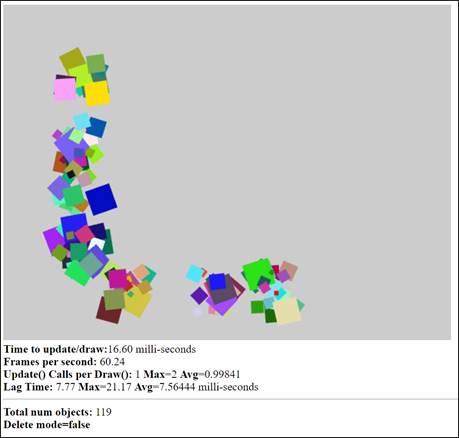 Time to update/draw:16.60 milli-seconds
Frames per second: 60.24
Update() Calls per Draw(): 1 Max=2 Avg=0.99841
Lag Time: 7.77 Max=21.17 Avg=7.56444 milli-seconds
Total num objects: 119
Delete mode=false